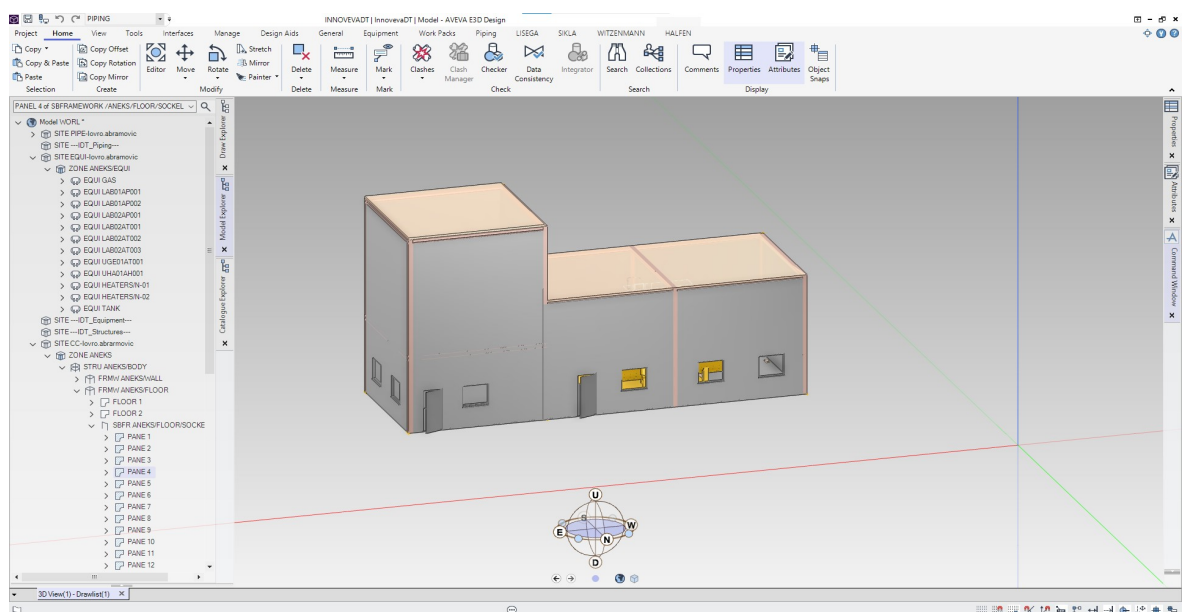 PIPING
INNOVEVADT | InnovevaDT | Model - AVEVA E3D Design
Project Home View Tools Interfaces Manage Design Aids General Equipment Work Packs Piping LISEGA SIKLA WITZENMANN HALFEN
Copy Copy Offset Stretch
Copy & Paste Copy Rotation Mirror
Paste Copy Mirror Painter
Editor Move Rotate Delete Measure Mark Clashes Clash Manager Checker Data Consistency Integrator Search Collections Comments Properties Attributes Object Snaps
Selection Create Modify Delete Measure Mark Check Search Display
PANEL 4 of SBFRAMEWORK /ANEKS/FLOOR/SOCKEL
Model WORL*
SITE PIPE-lovro.abramovic
SITE ---IDT_Piping---
SITE EQUI-lovro.abramovic
ZONE ANEKS/EQUI
EQUI GAS
EQUI LAB01AP001
EQUI LAB01AP002
EQUI LAB02AP001
EQUI LAB02AT001
EQUI LAB02AT002
EQUI LAB02AT003
EQUI UGE01AT001
EQUI UHA01AH001
EQUI HEATERS/N-01
EQUI HEATERS/N-02
EQUI TANK
SITE ---IDT_Equipment---
SITE ---IDT_Structures---
SITE CC-lovro.abrarmovic
ZONE ANEKS
STRU ANEKS/BODY
FRMW ANEKS/WALL
FRMW ANEKS/FLOOR
FLOOR 1
FLOOR 2
SBFR ANEKS/FLOOR/SOCKE
PANE 1
PANE 2
PANE 3
PANE 4
PANE 5
PANE 6
PANE 7
PANE 8
PANE 9
PANE 10
PANE 11
PANE 12
Draw Explorer
Model Explorer
Catalogue Explorer
U
E
S
W
N
D
Properties
Attributes
Command Window
3D View(1) - Drawlist(1)